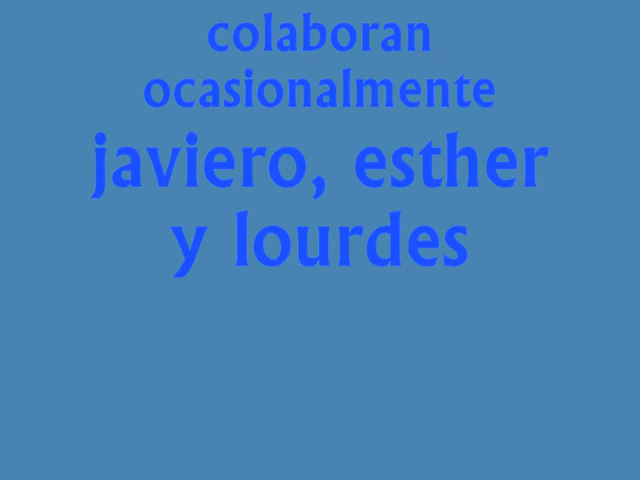 colaboran
ocasionalmente
javiero, esther
y lourdes